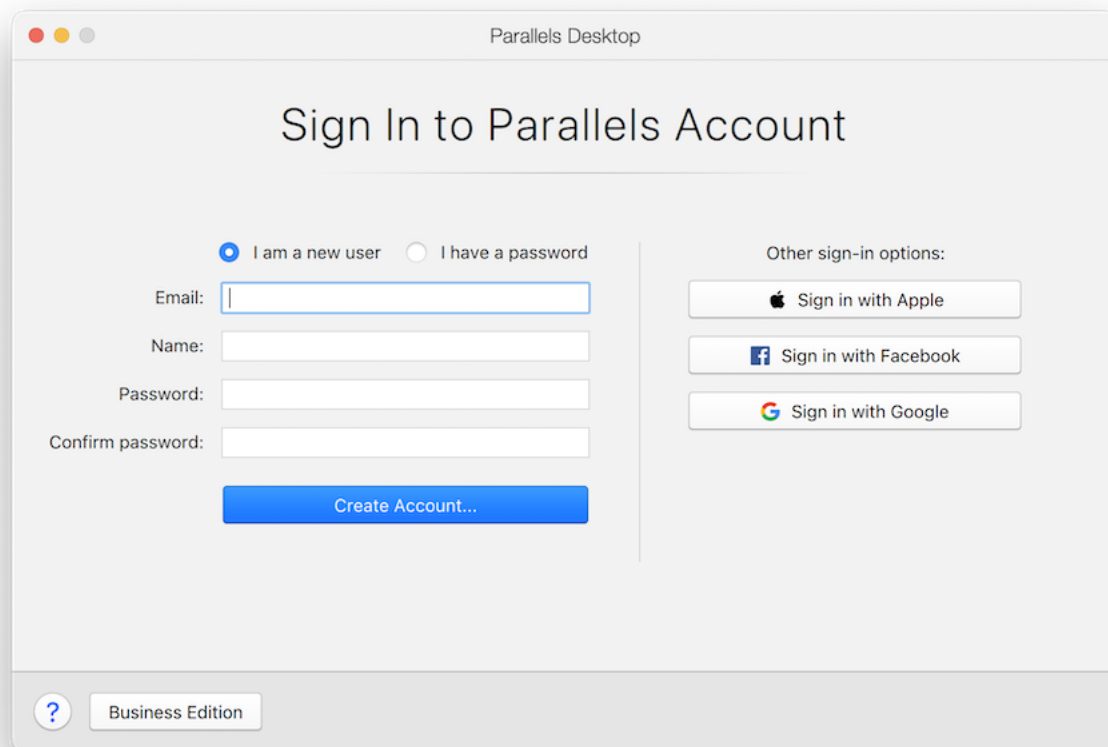 Parallels Desktop
Sign In to Parallels Account
I am a new user I have a password
Email:
Name:
Password:
Confirm password:
Create Account...
Other sign-in options:
Sign in with Apple
Sign in with Facebook
Sign in with Google
? Business Edition